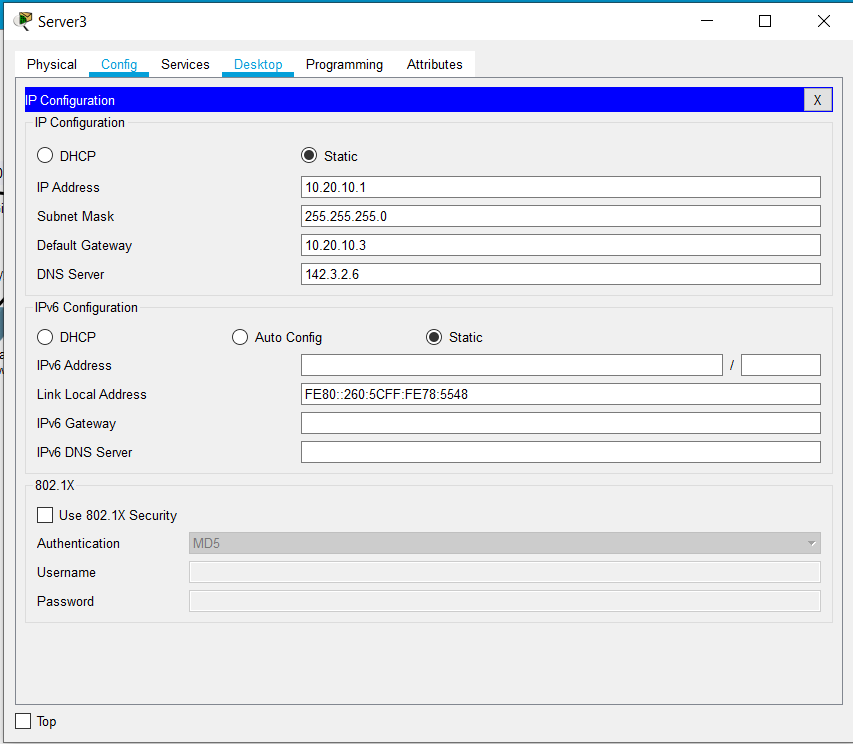 Server3
Physical Config Services Desktop Programming Attributes
IP Configuration X
IP Configuration
DHCP Static
IP Address 10.20.10.1
Subnet Mask 255.255.255.0
Default Gateway 10.20.10.3
DNS Server 142.3.2.6
IPv6 Configuration
DHCP Auto Config Static
IPv6 Address /
Link Local Address FE80::260:5CFF:FE78:5548
IPv6 Gateway
IPv6 DNS Server
802.1X
Use 802.1X Security
Authentication MD5
Username
Password
Top